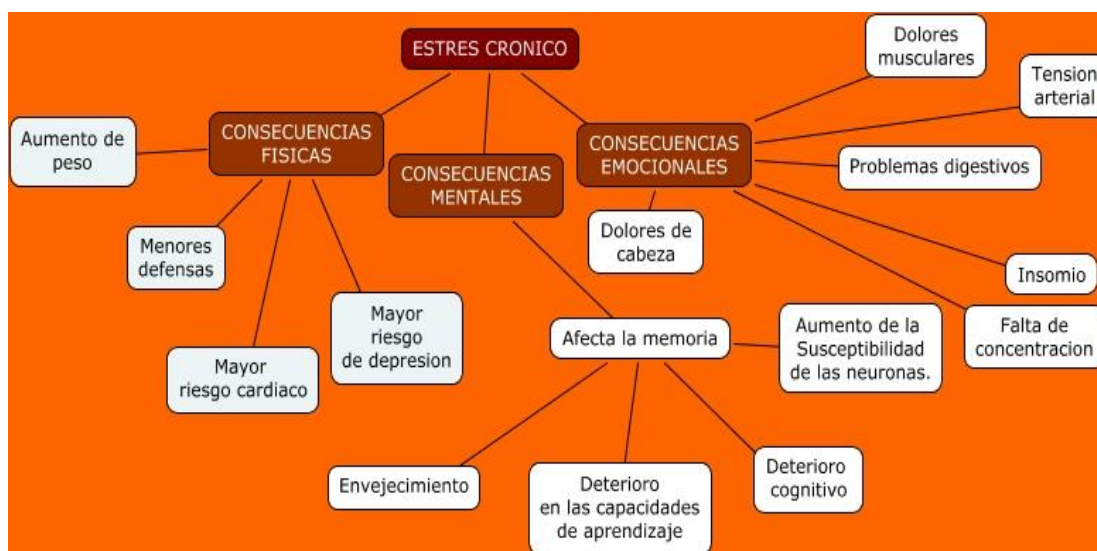 ESTRES CRONICO
CONSECUENCIAS
FISICAS
Aumento de
peso
Menores
defensas
Mayor
riesgo cardiaco
Mayor
riesgo
de depresion
CONSECUENCIAS
MENTALES
Afecta la memoria
Envejecimiento
Deterioro
en las capacidades
de aprendizaje
Deterioro
cognitivo
Aumento de la
Susceptibilidad
de las neuronas.
CONSECUENCIAS
EMOCIONALES
Dolores de
cabeza
Dolores
musculares
Tension
arterial
Problemas digestivos
Insomio
Falta de
concentracion